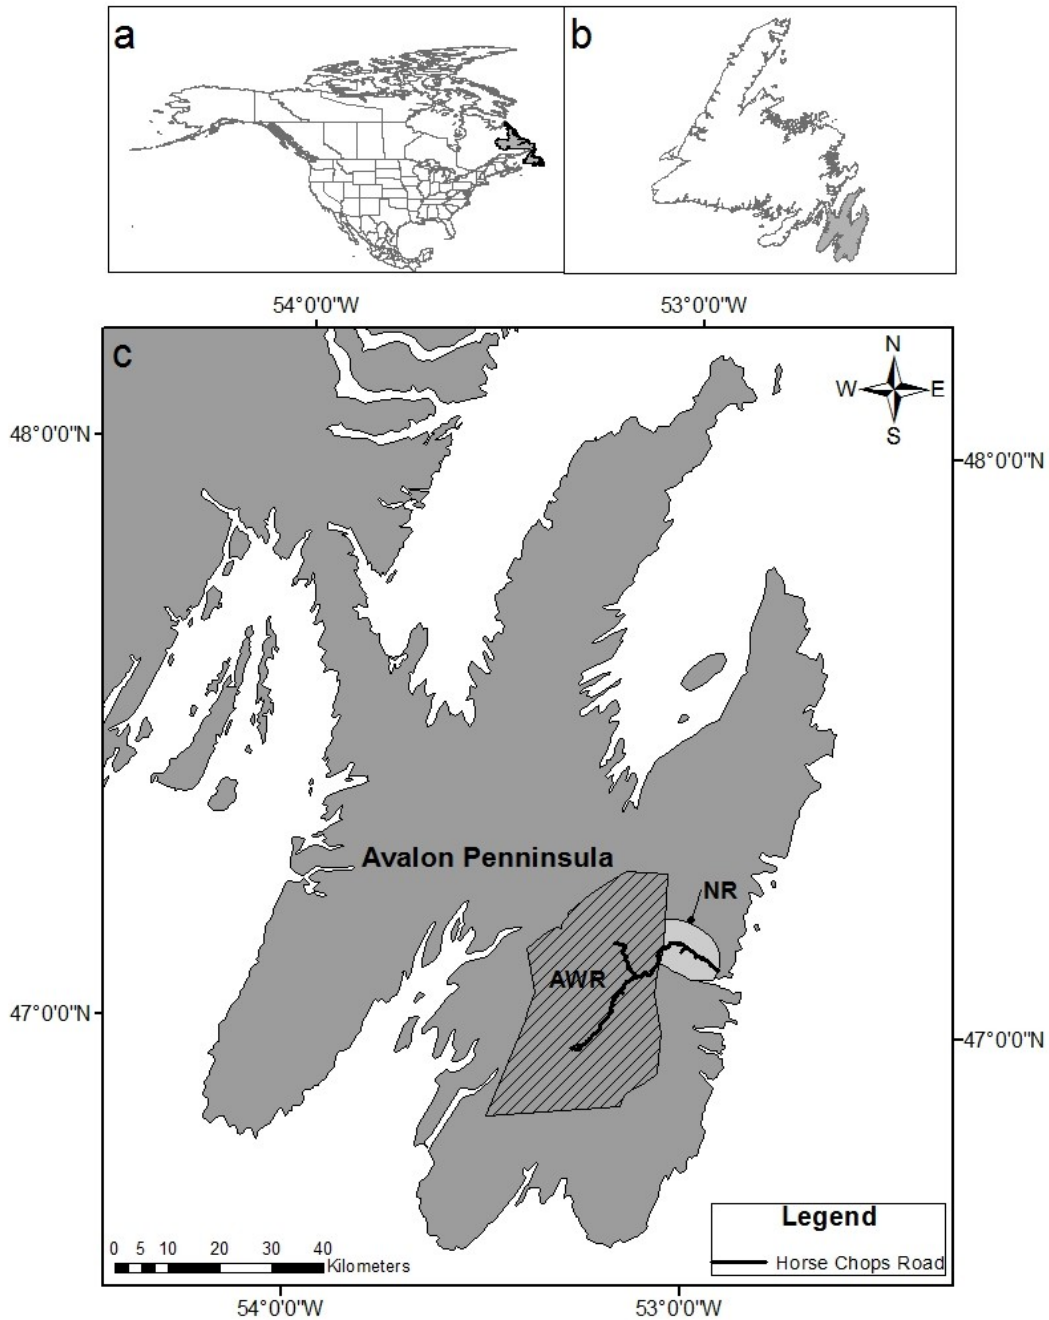 a
b
54°0'0"W
53°0'0"W
c
N
W
E
S
48°0'0"N
48°0'0"N
Avalon Penninsula
NR
AWR
47°0'0"N
47°0'0"N
Legend
Horse Chops Road
0 5 10 20 30 40
Kilometers
54°0'0"W
53°0'0"W